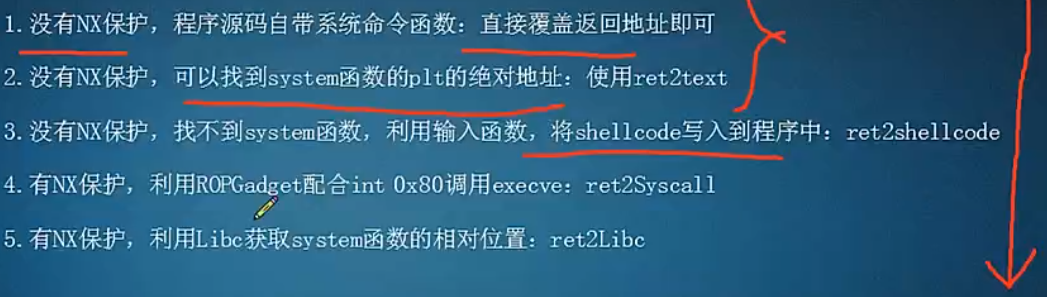 1.没有NX保护，程序源码自带系统命令函数：直接覆盖返回地址即可
2.没有NX保护，可以找到system函数的plt的绝对地址：使用ret2text
3.没有NX保护，找不到system函数，利用输入函数，将shellcode写入到程序中：ret2shellcode
4.有NX保护，利用ROPGadget配合int 0x80调用execve：ret2Syscall
5.有NX保护，利用Libc获取system函数的相对位置：ret2Libc